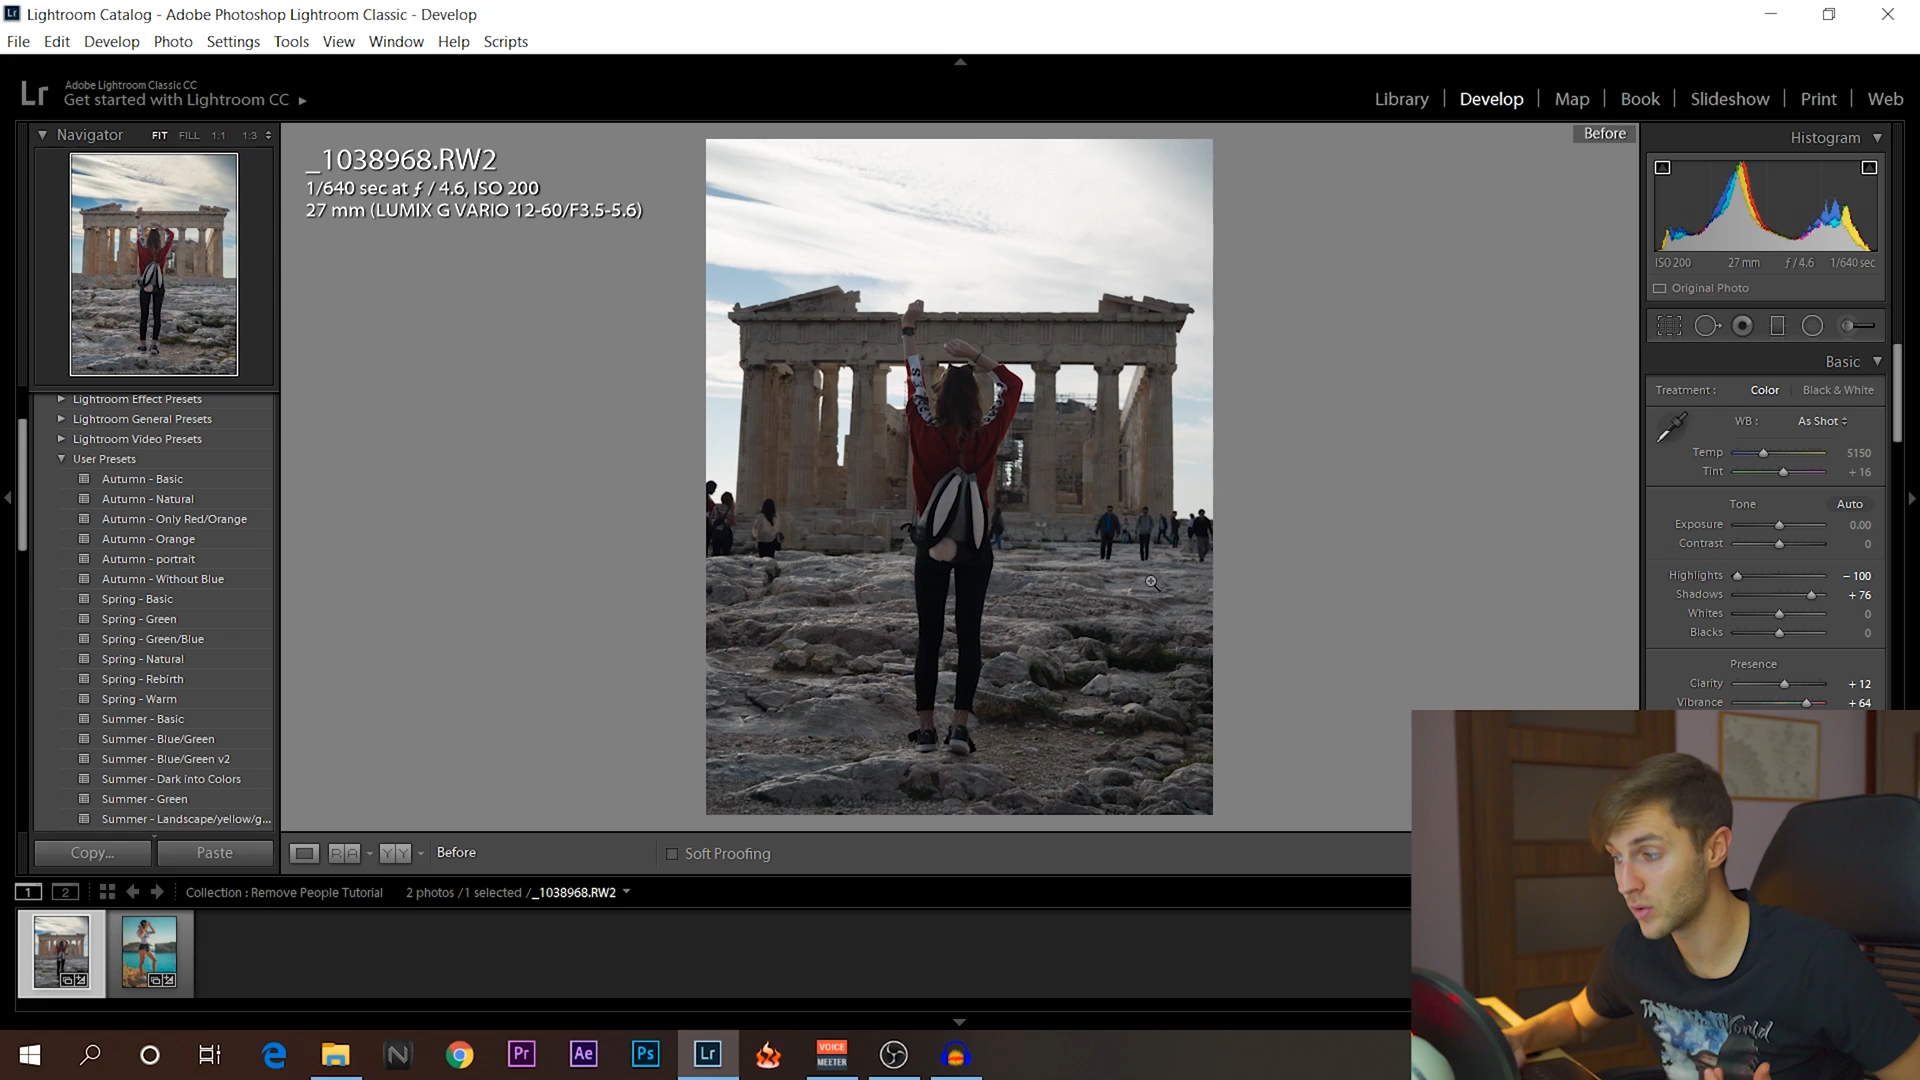 Lr Lightroom Catalog - Adobe Photoshop Lightroom Classic - Develop
File Edit Develop Photo Settings Tools View Window Help Scripts
Lr
Adobe Lightroom Classic CC
Get started with Lightroom CC
Library Develop Map Book Slideshow Print Web
Navigator FIT FILL 1:1 1:3
_1038968.RW2
1/640 sec at ƒ / 4.6, ISO 200
27 mm (LUMIX G VARIO 12-60/F3.5-5.6)
Before
Histogram
ISO 200 27 mm ƒ / 4.6 1/640 sec
Original Photo
Basic
Treatment : Color Black & White
WB : As Shot
Temp 5150
Tint + 16
Tone Auto
Exposure 0.00
Contrast 0
Highlights – 100
Shadows + 76
Whites 0
Blacks 0
Presence
Clarity + 12
Vibrance + 64
Lightroom Effect Presets
Lightroom General Presets
Lightroom Video Presets
User Presets
Autumn - Basic
Autumn - Natural
Autumn - Only Red/Orange
Autumn - Orange
Autumn - portrait
Autumn - Without Blue
Spring - Basic
Spring - Green
Spring - Green/Blue
Spring - Natural
Spring - Rebirth
Spring - Warm
Summer - Basic
Summer - Blue/Green
Summer - Blue/Green v2
Summer - Dark into Colors
Summer - Green
Summer - Landscape/yellow/g...
Copy... Paste
R A Y Y Before Soft Proofing
1 2 Collection : Remove People Tutorial 2 photos / 1 selected / _1038968.RW2
N Pr Ae Ps Lr VOICE MEETER